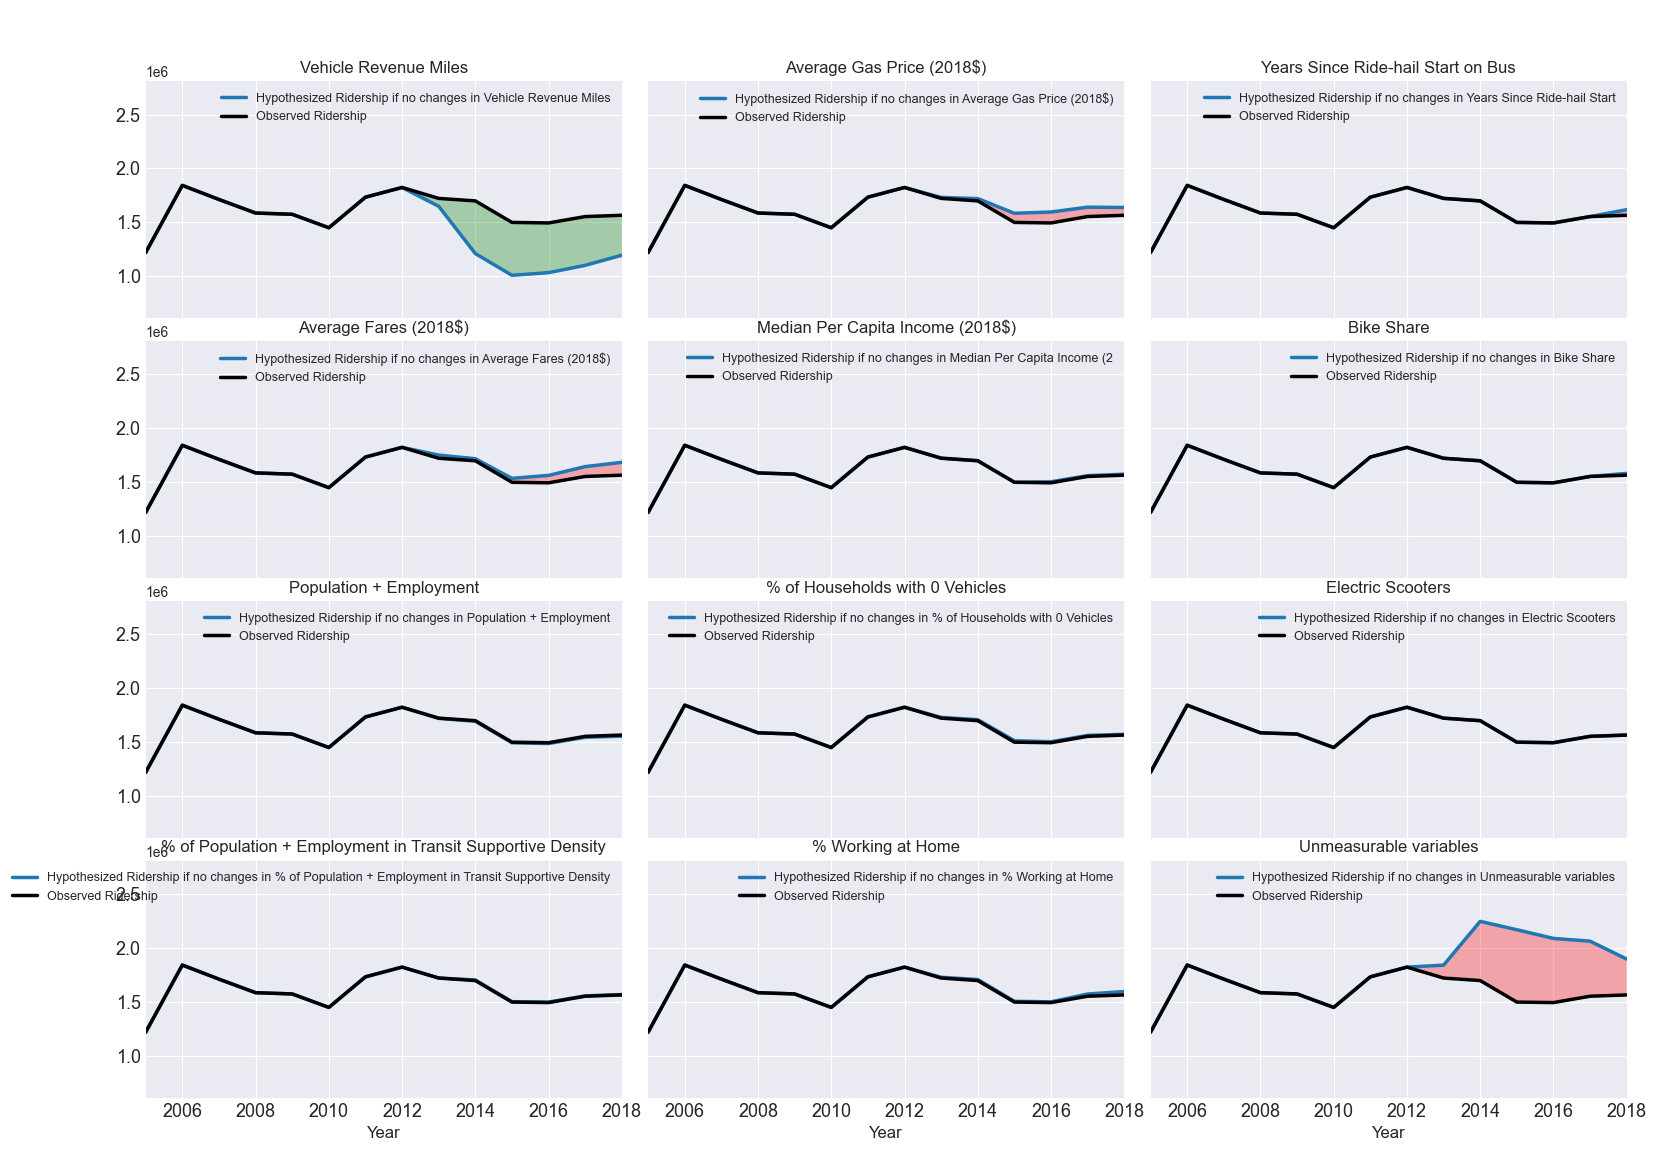 Vehicle Revenue Miles
Average Gas Price (2018$)
Years Since Ride-hail Start on Bus
1e6
Hypothesized Ridership if no changes in Vehicle Revenue Miles
Observed Ridership
Hypothesized Ridership if no changes in Average Gas Price (2018$)
Observed Ridership
Hypothesized Ridership if no changes in Years Since Ride-hail Start
Observed Ridership
2.5
2.0
1.5
1.0
Average Fares (2018$)
Median Per Capita Income (2018$)
Bike Share
1e6
Hypothesized Ridership if no changes in Average Fares (2018$)
Observed Ridership
Hypothesized Ridership if no changes in Median Per Capita Income (2
Observed Ridership
Hypothesized Ridership if no changes in Bike Share
Observed Ridership
2.5
2.0
1.5
1.0
Population + Employment
% of Households with 0 Vehicles
Electric Scooters
1e6
Hypothesized Ridership if no changes in Population + Employment
Observed Ridership
Hypothesized Ridership if no changes in % of Households with 0 Vehicles
Observed Ridership
Hypothesized Ridership if no changes in Electric Scooters
Observed Ridership
2.5
2.0
1.5
1.0
% of Population + Employment in Transit Supportive Density
% Working at Home
Unmeasurable variables
1e6
Hypothesized Ridership if no changes in % of Population + Employment in Transit Supportive Density
Observed Ridership
Hypothesized Ridership if no changes in % Working at Home
Observed Ridership
Hypothesized Ridership if no changes in Unmeasurable variables
Observed Ridership
2.5
2.0
1.5
1.0
2006 2008 2010 2012 2014 2016 2018
2006 2008 2010 2012 2014 2016 2018
2006 2008 2010 2012 2014 2016 2018
Year
Year
Year